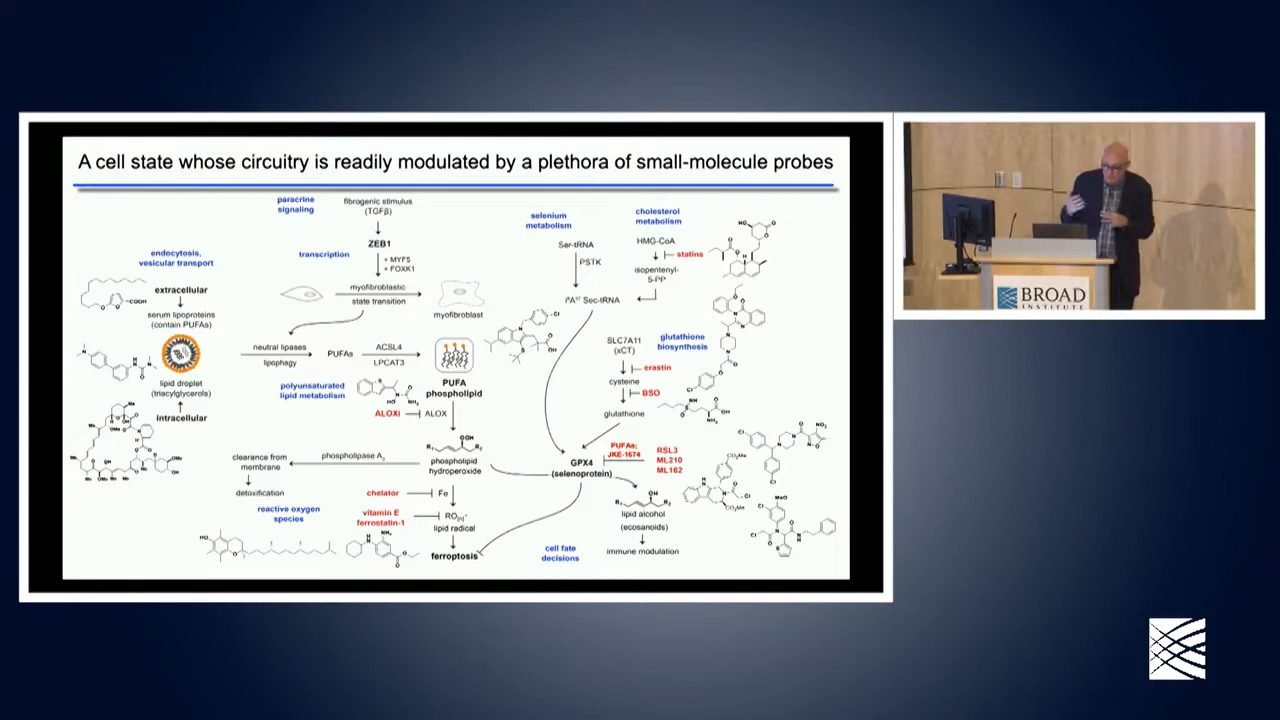 A cell state whose circuitry is readily modulated by a plethora of small-molecule probes
paracrine
signaling
fibrogenic stimulus
(TGFβ)
ZEB1
transcription
+ MYF5
+ FOXK1
myofibroblastic
state transition
myofibroblast
endocytosis,
vesicular transport
extracellular
serum lipoproteins
(contain PUFAs)
lipid droplet
(triacylglycerols)
intracellular
neutral lipases
lipophagy
PUFAs
ACSL4
LPCAT3
PUFA
phospholipid
polyunsaturated
lipid metabolism
ALOXi
ALOX
phospholipid
hydroperoxide
phospholipase A2
clearance from
membrane
detoxification
reactive oxygen
species
chelator
Fe
vitamin E
ferrostatin-1
lipid radical
ferroptosis
selenium
metabolism
Ser-tRNA
PSTK
cholesterol
metabolism
HMG-CoA
statins
isopentenyl-
5-PP
Sec-tRNA
SLC7A11
(xCT)
glutathione
biosynthesis
erastin
cysteine
BSO
glutathione
GPX4
(selenoprotein)
PUFAs;
JKE-1674
RSL3
ML210
ML162
lipid alcohol
(ecosanoids)
immune modulation
cell fate
decisions
BROAD
INSTITUTE